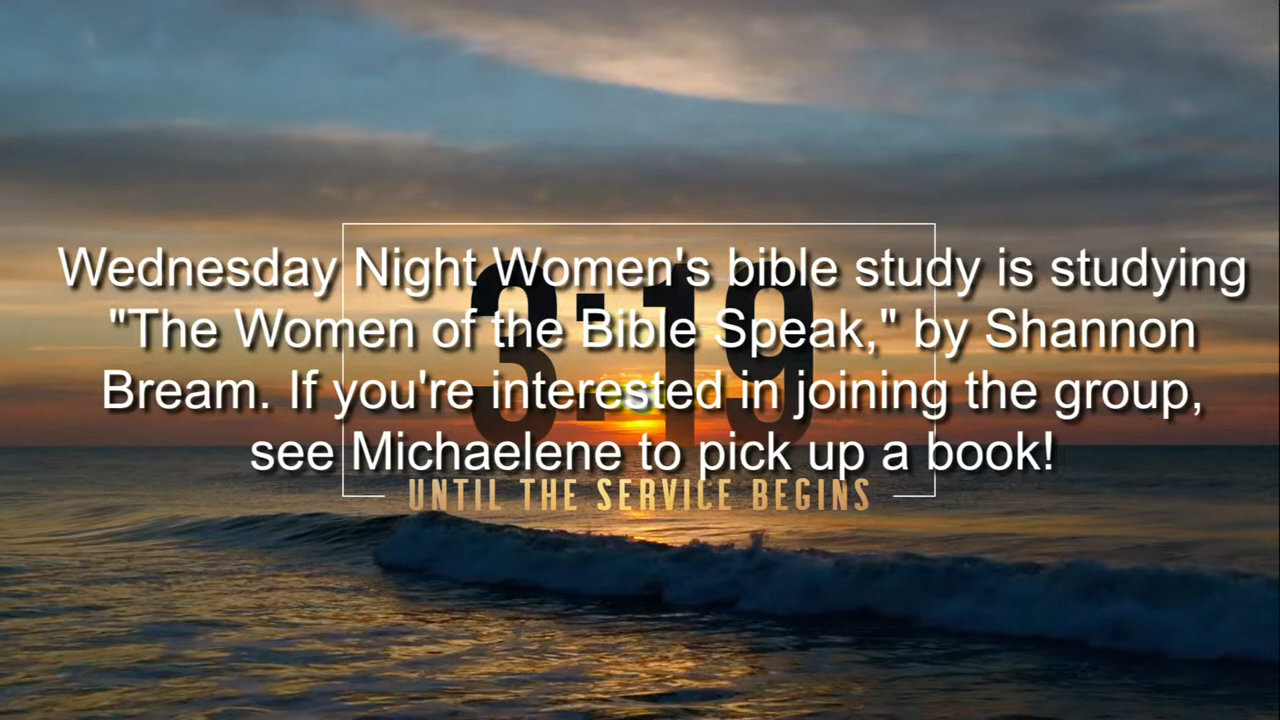 Wednesday Night Women's bible study is studying
"The Women of the Bible Speak," by Shannon
Bream. If you're interested in joining the group,
see Michaelene to pick up a book!
3:19
UNTIL THE SERVICE BEGINS